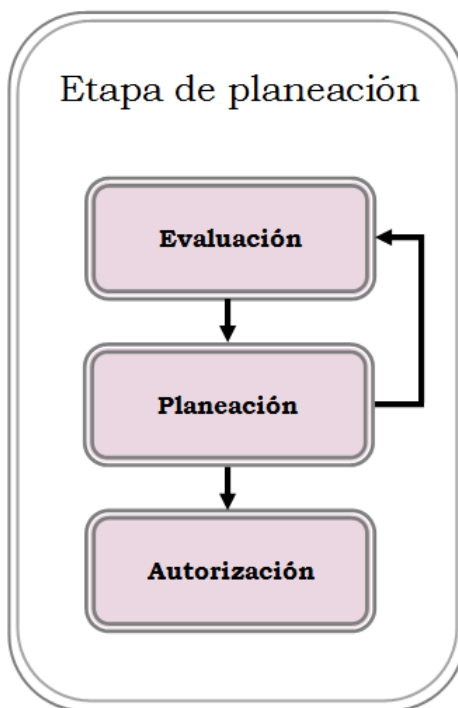 Etapa de planeación
Evaluación
Planeación
Autorización